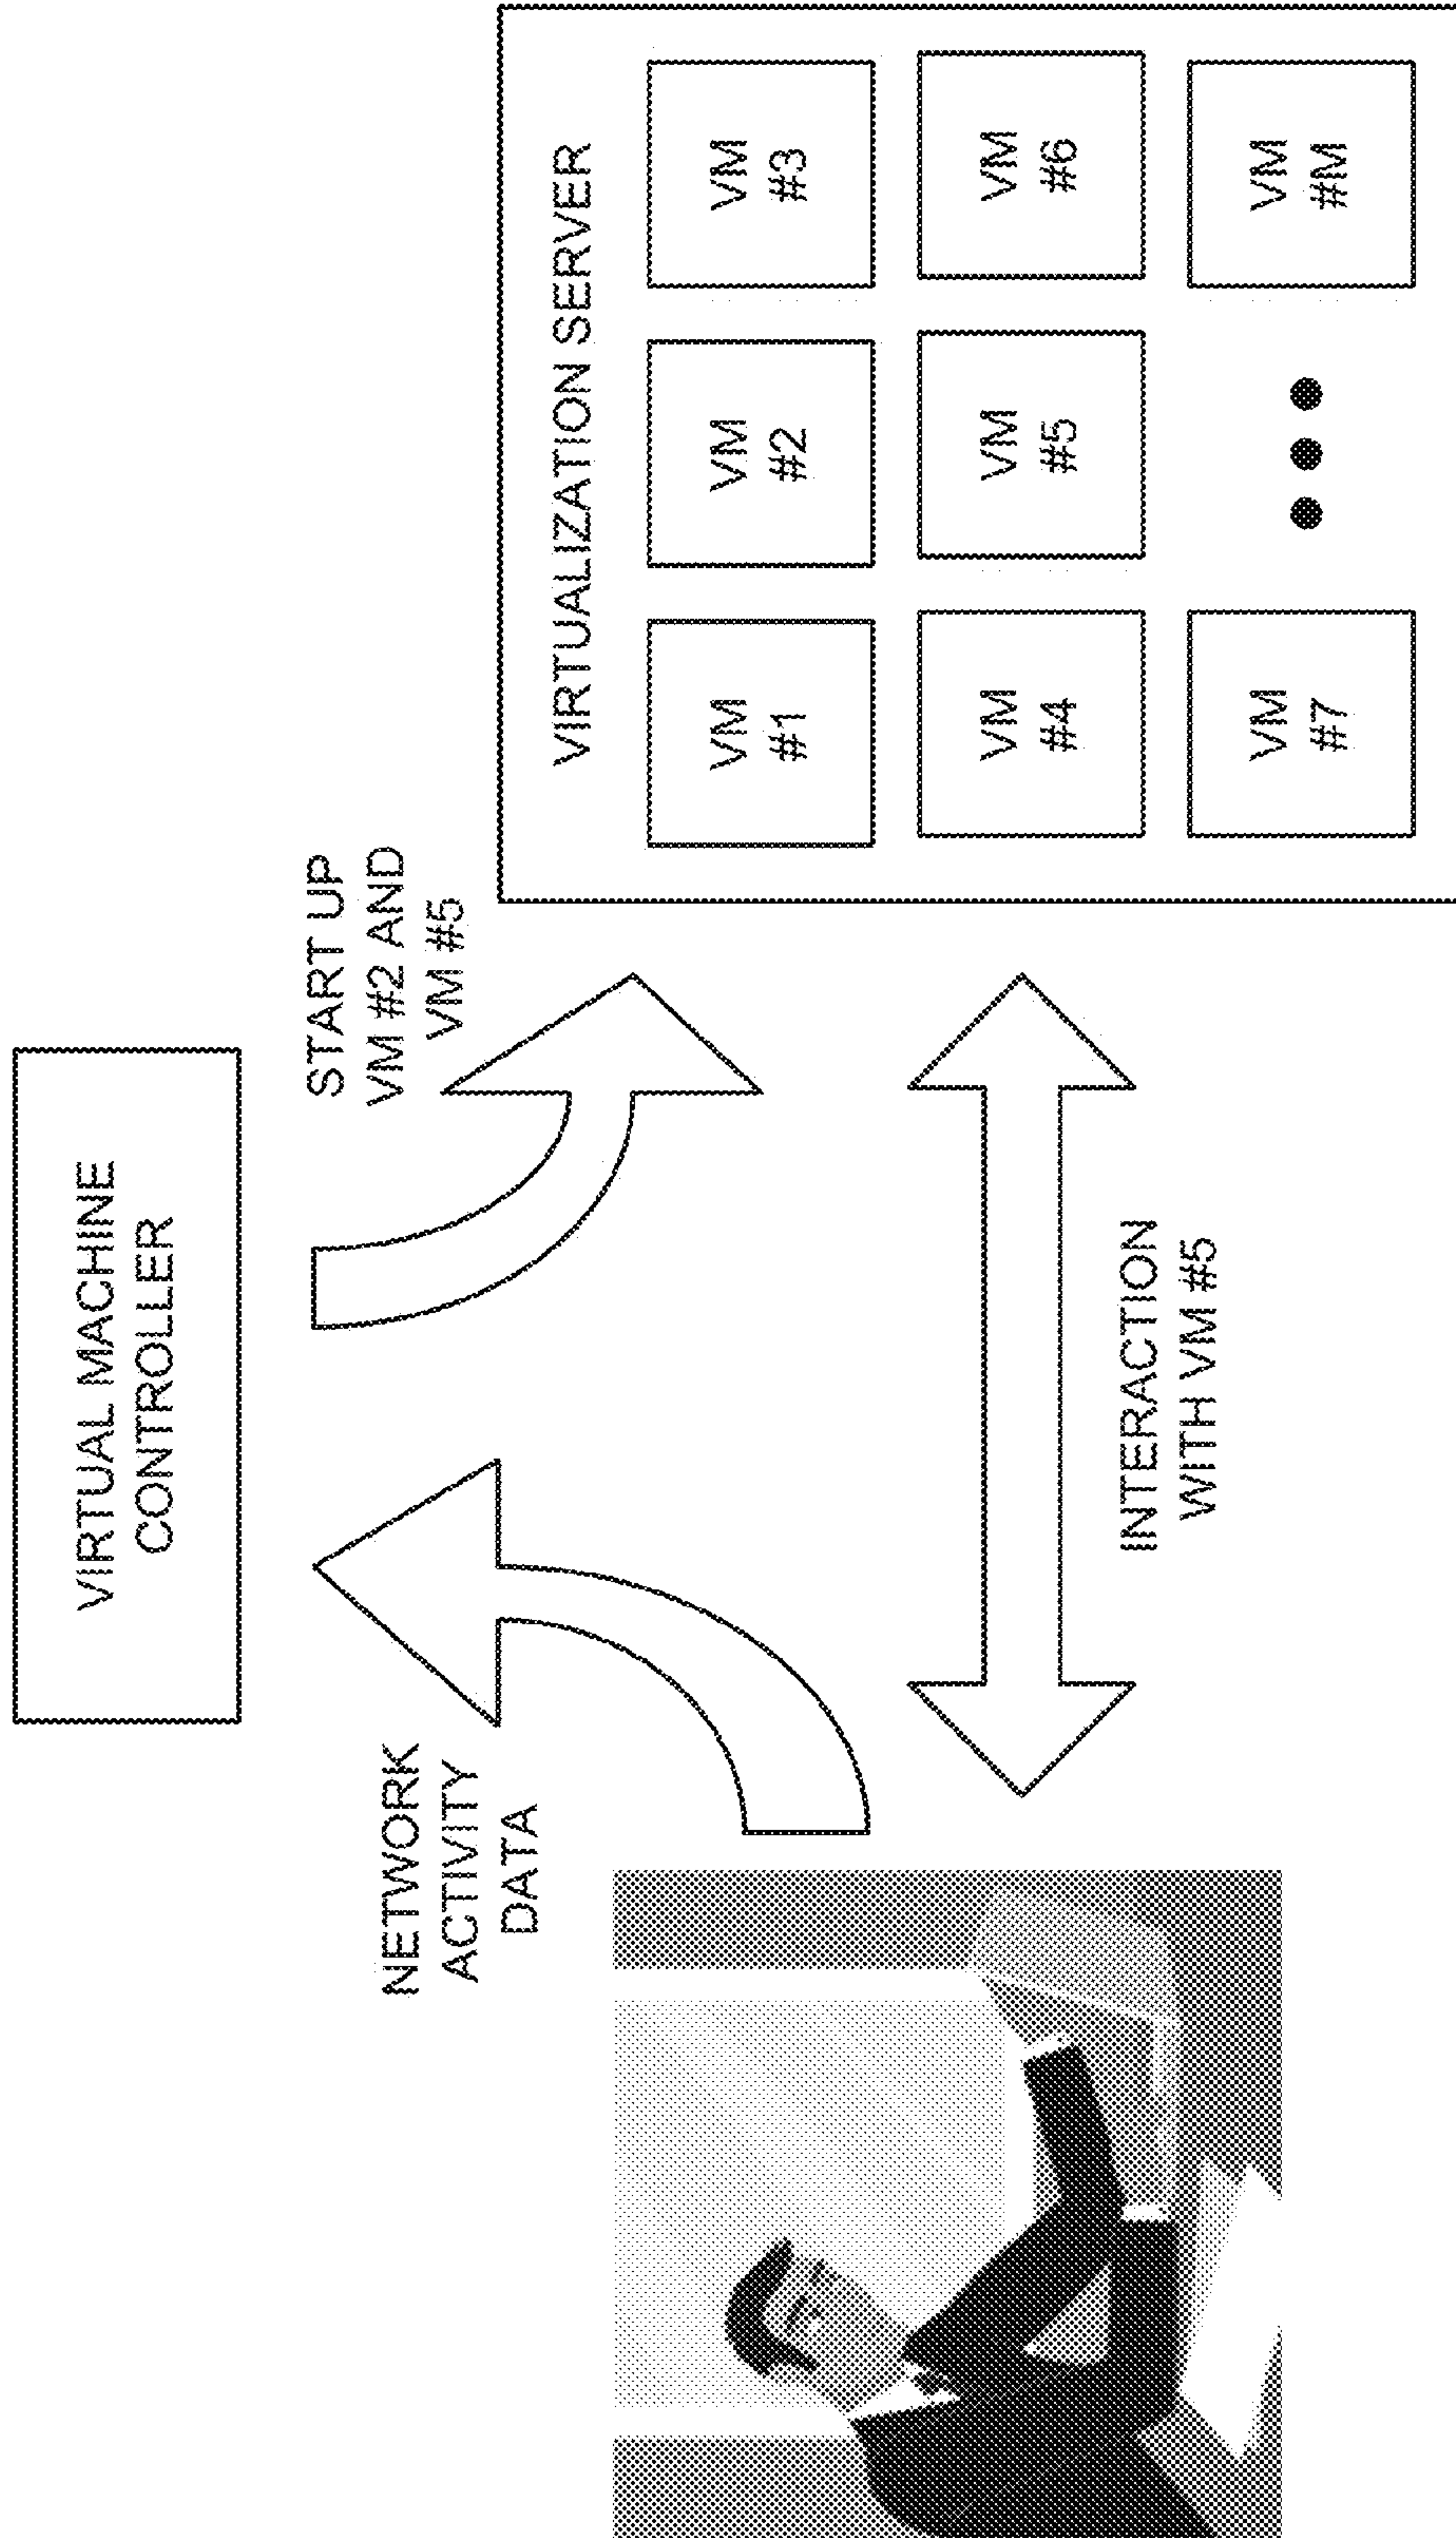 VIRTUAL MACHINE
CONTROLLER
NETWORK
ACTIVITY
DATA
START UP
VM #2 AND
VM #5
INTERACTION
WITH VM #5
VIRTUALIZATION SERVER
VM
#1
VM
#2
VM
#3
VM
#4
VM
#5
VM
#6
VM
#7
VM
#M